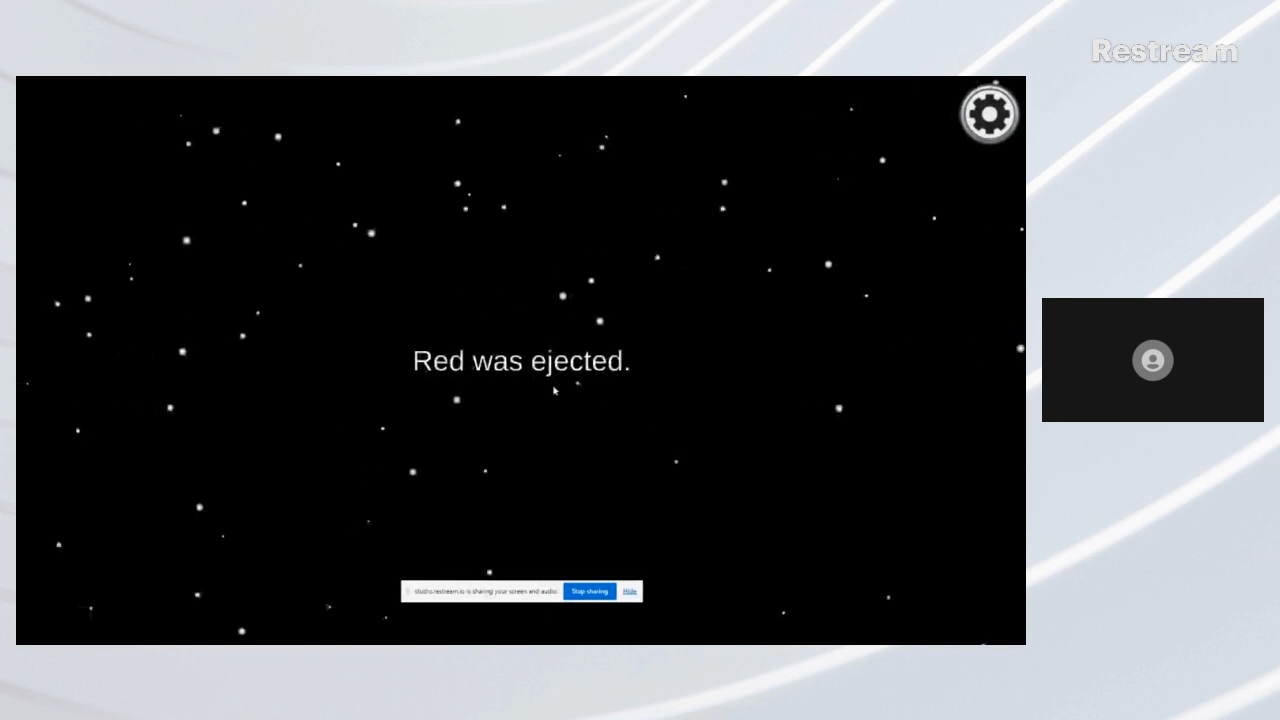 Restream
Red was ejected.
studio.restream.io is sharing your screen and audio
Stop sharing
Hide